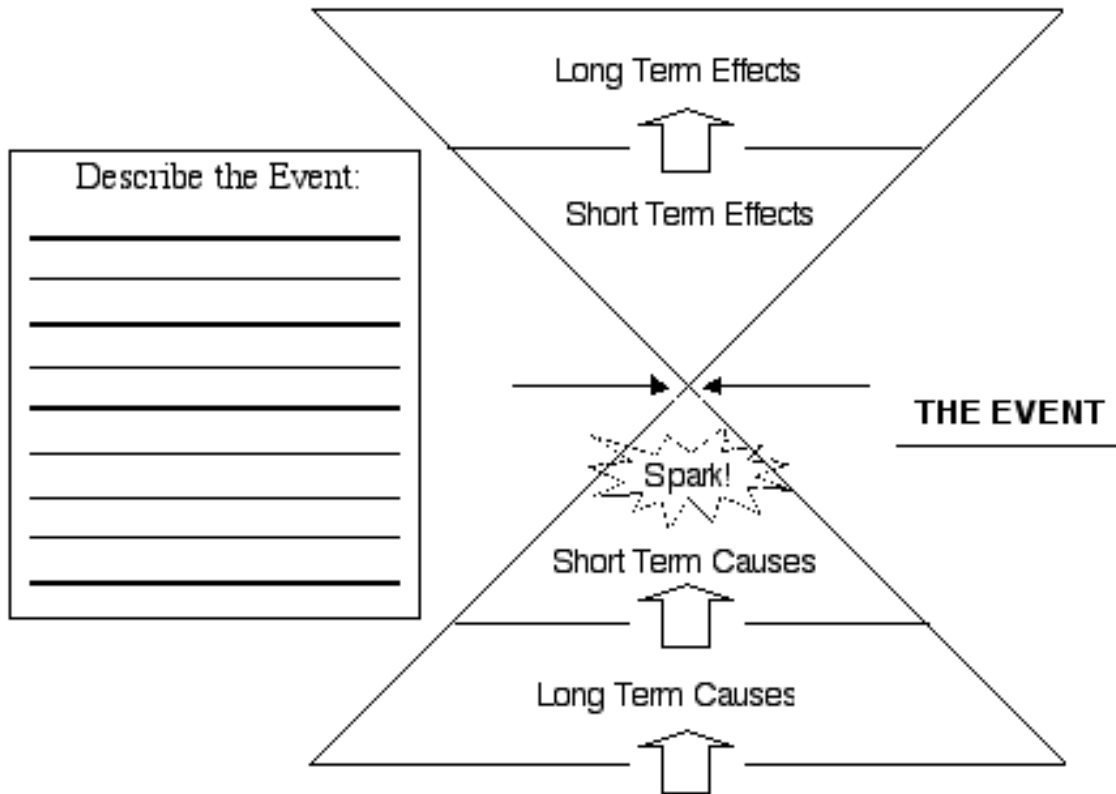 Long Term Effects
Describe the Event:
Short Term Effects
THE EVENT
Spark!
Short Term Causes
Long Term Causes